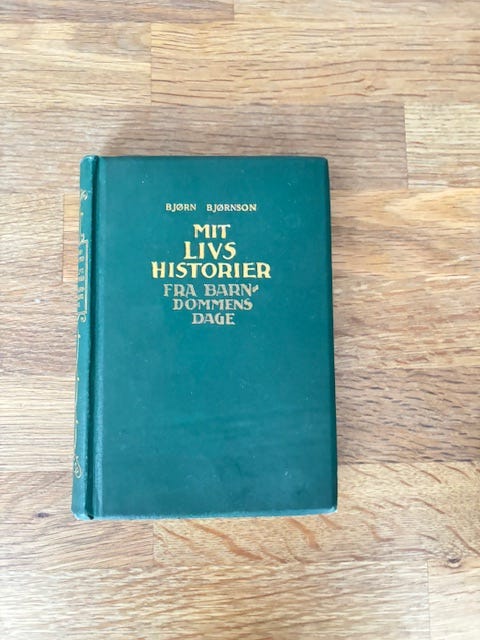 BJØRN BJØRNSON
MIT
LIVS
HISTORIER
FRA BARN-
DOMMENS
DAGE